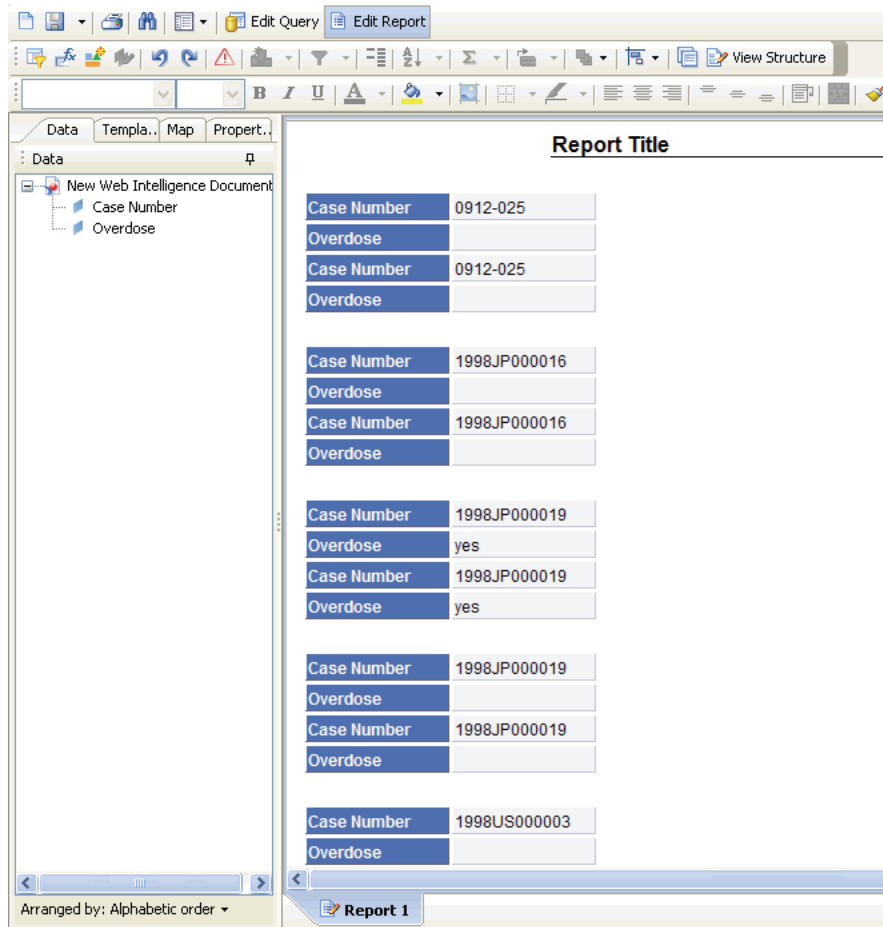 Edit Query Edit Report
View Structure
B I U A
Data Templa.. Map Propert..
Data
New Web Intelligence Document
Case Number
Overdose
Arranged by: Alphabetic order
Report Title
Case Number 0912-025
Overdose
Case Number 0912-025
Overdose
Case Number 1998JP000016
Overdose
Case Number 1998JP000016
Overdose
Case Number 1998JP000019
Overdose yes
Case Number 1998JP000019
Overdose yes
Case Number 1998JP000019
Overdose
Case Number 1998JP000019
Overdose
Case Number 1998US000003
Overdose
Report 1